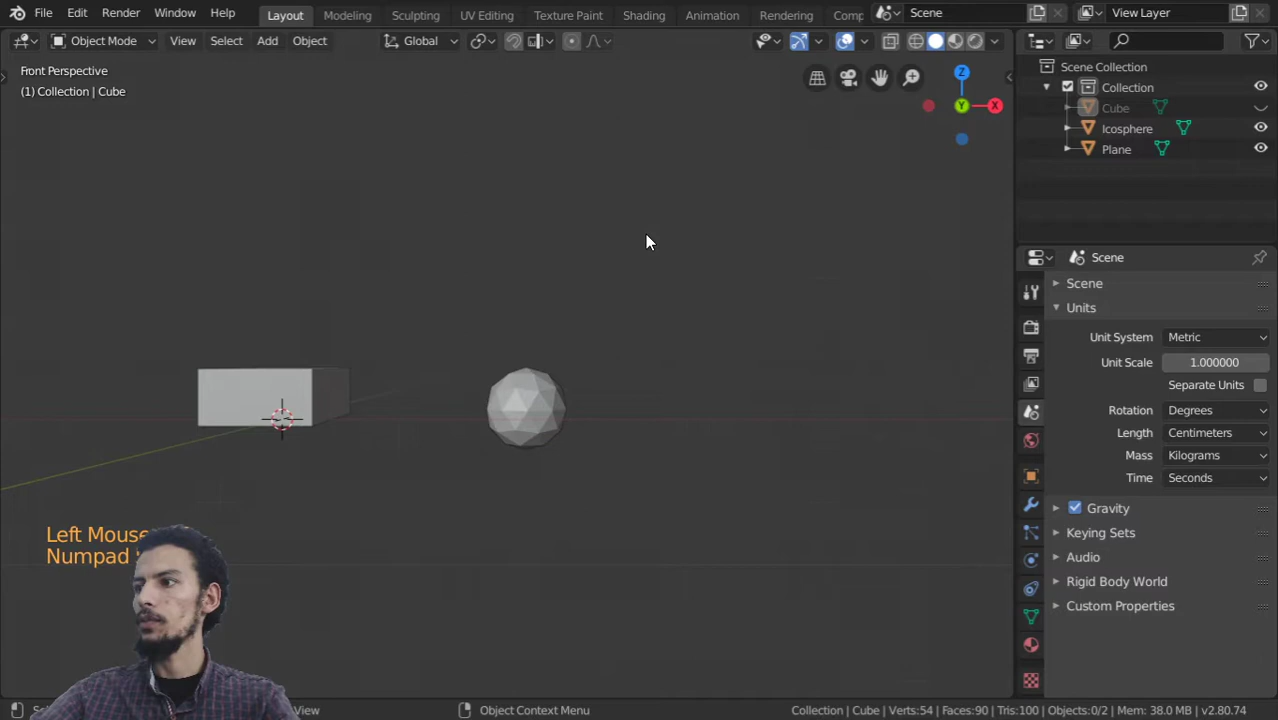 File Edit Render Window Help Layout Modeling Sculpting UV Editing Texture Paint Shading Animation Rendering Comp Scene View Layer
Object Mode View Select Add Object Global
Front Perspective
(1) Collection | Cube
Z
Y
X
Scene Collection
Collection
Cube
Icosphere
Plane
Scene
Scene
Units
Unit System Metric
Unit Scale 1.000000
Separate Units
Rotation Degrees
Length Centimeters
Mass Kilograms
Time Seconds
Gravity
Keying Sets
Audio
Rigid Body World
Custom Properties
Left Mouse
Numpad
View Object Context Menu Collection | Cube | Verts:54 | Faces:90 | Tris:100 | Objects:0/2 | Mem: 38.0 MB | v2.80.74